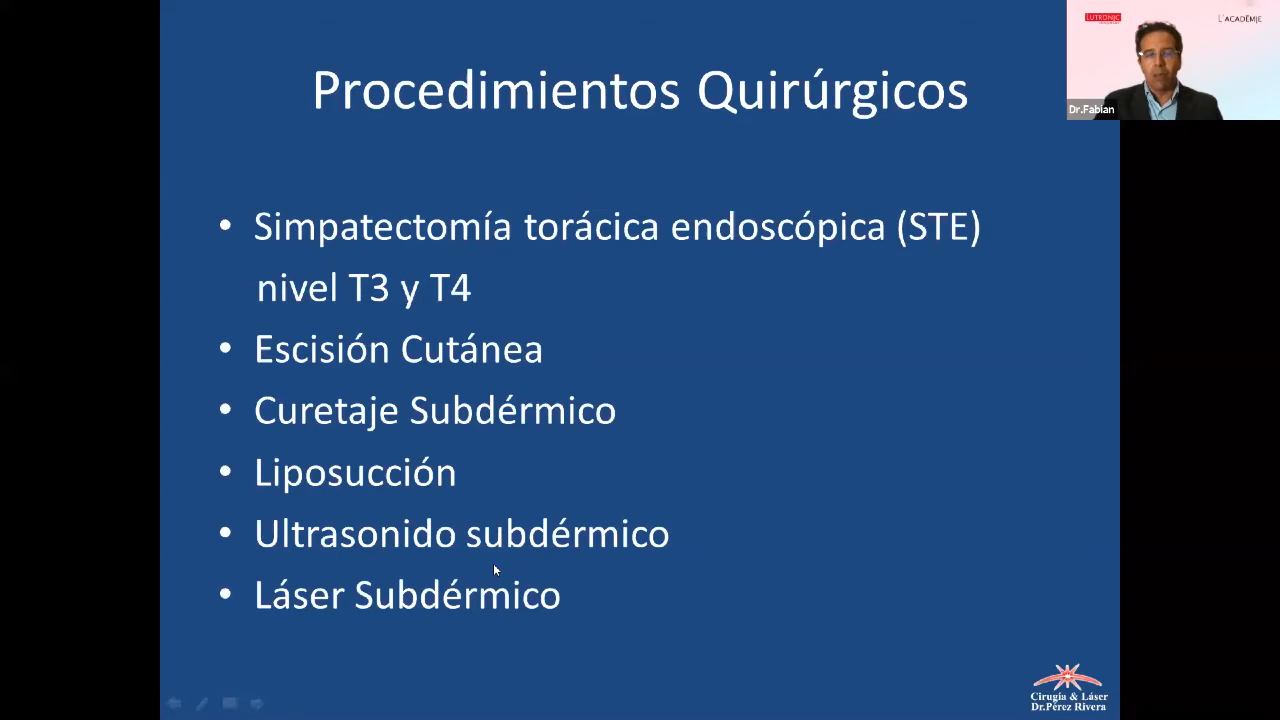 Procedimientos Quirúrgicos
• Simpatectomía torácica endoscópica (STE)
nivel T3 y T4
• Escisión Cutánea
• Curetaje Subdérmico
• Liposucción
• Ultrasonido subdérmico
• Láser Subdérmico
LUTRONIC
L'ACADÉMIE
Dr.Fabian
Cirugía & Láser
Dr.Pérez Rivera